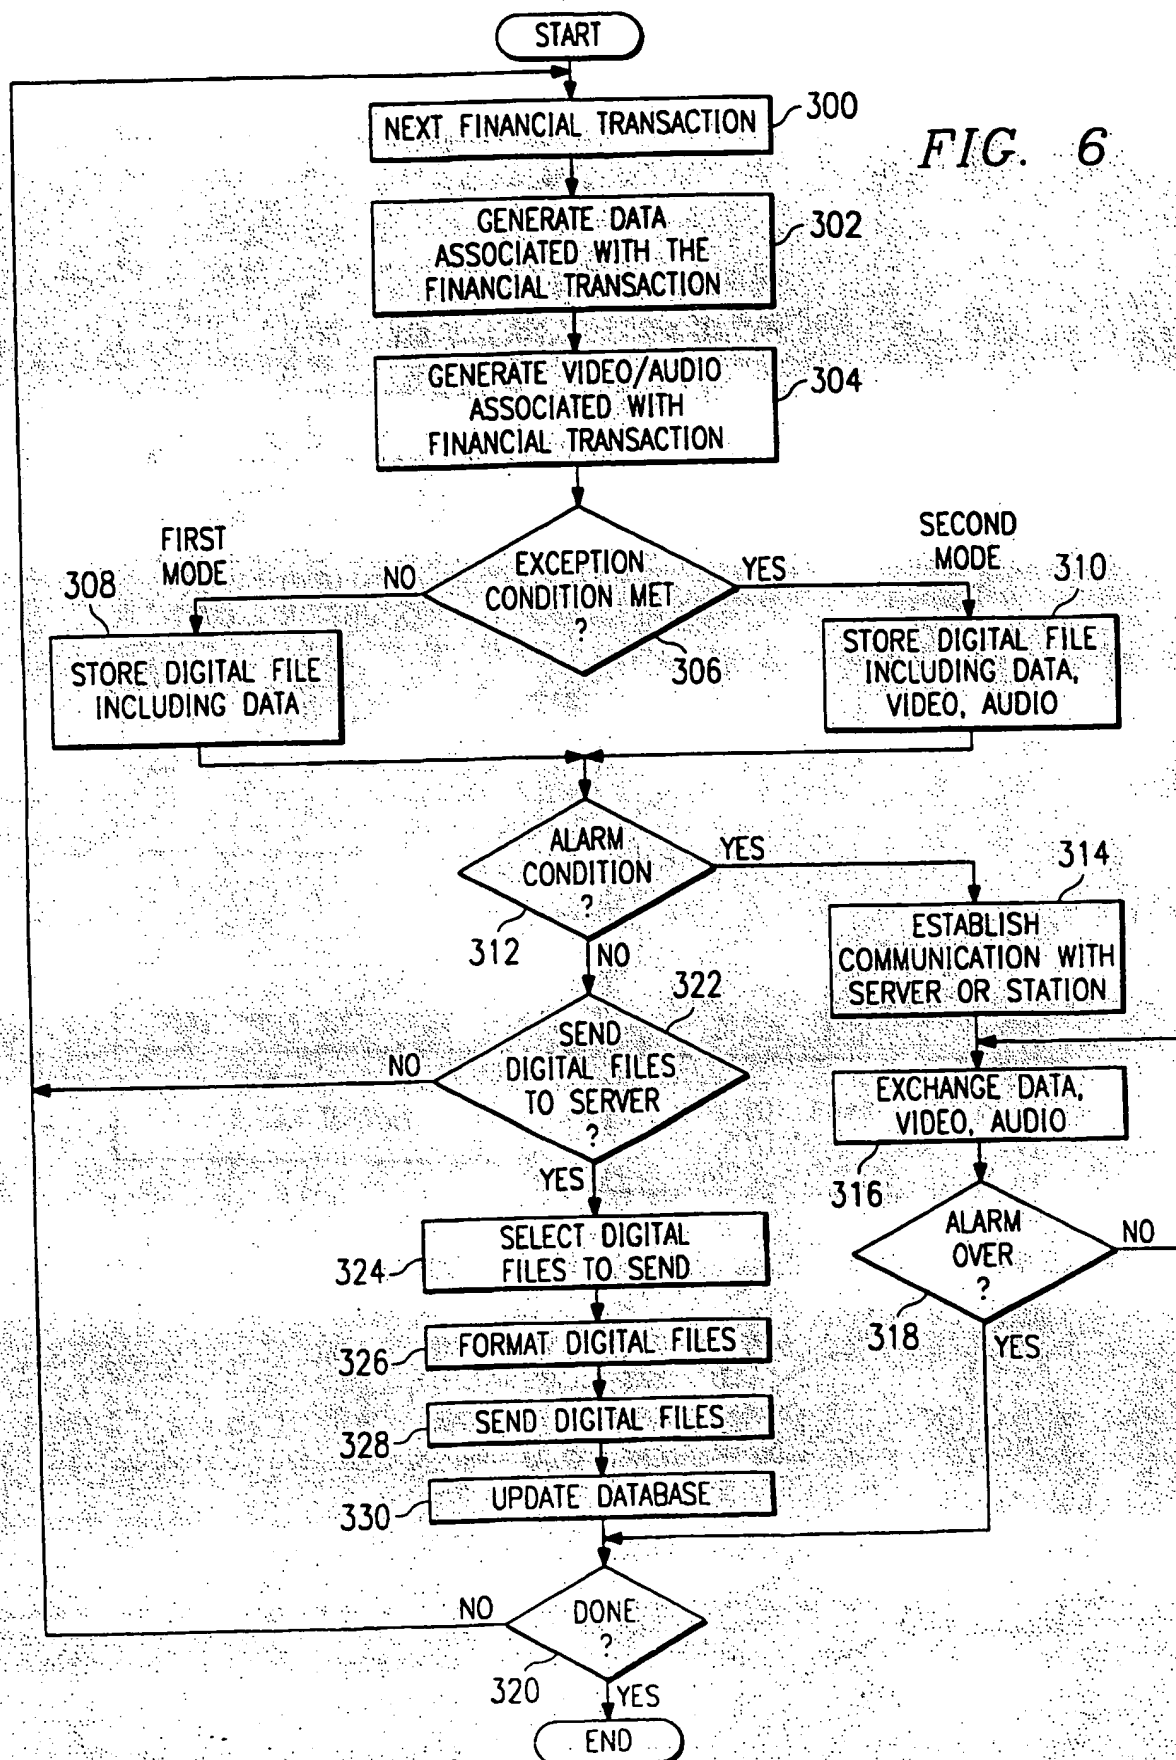 START
NEXT FINANCIAL TRANSACTION
300
FIG. 6
GENERATE DATA
ASSOCIATED WITH THE
FINANCIAL TRANSACTION
302
GENERATE VIDEO/AUDIO
ASSOCIATED WITH
FINANCIAL TRANSACTION
304
FIRST
MODE
SECOND
MODE
NO
EXCEPTION
CONDITION MET
?
YES
306
308
STORE DIGITAL FILE
INCLUDING DATA
310
STORE DIGITAL FILE
INCLUDING DATA,
VIDEO, AUDIO
ALARM
CONDITION
?
YES
312
NO
314
ESTABLISH
COMMUNICATION WITH
SERVER OR STATION
322
SEND
DIGITAL FILES
TO SERVER
?
NO
YES
EXCHANGE DATA,
VIDEO, AUDIO
316
ALARM
OVER
?
NO
318
YES
SELECT DIGITAL
FILES TO SEND
324
FORMAT DIGITAL FILES
326
SEND DIGITAL FILES
328
UPDATE DATABASE
330
NO
DONE
?
320
YES
END